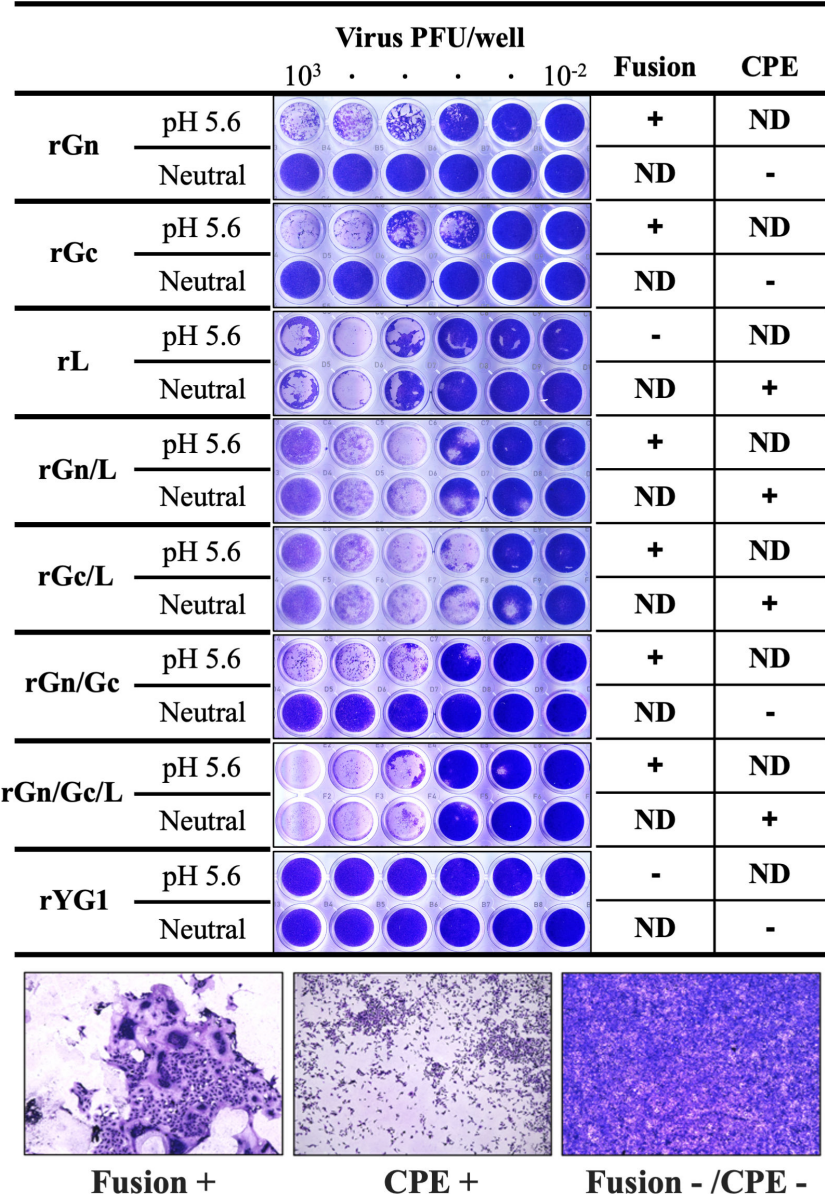 Virus PFU/well
10³ · · · · 10⁻² Fusion CPE
rGn pH 5.6 + ND
Neutral ND -
rGc pH 5.6 + ND
Neutral ND -
rL pH 5.6 - ND
Neutral ND +
rGn/L pH 5.6 + ND
Neutral ND +
rGc/L pH 5.6 + ND
Neutral ND +
rGn/Gc pH 5.6 + ND
Neutral ND -
rGn/Gc/L pH 5.6 + ND
Neutral ND +
rYG1 pH 5.6 - ND
Neutral ND -
Fusion + CPE + Fusion - /CPE -